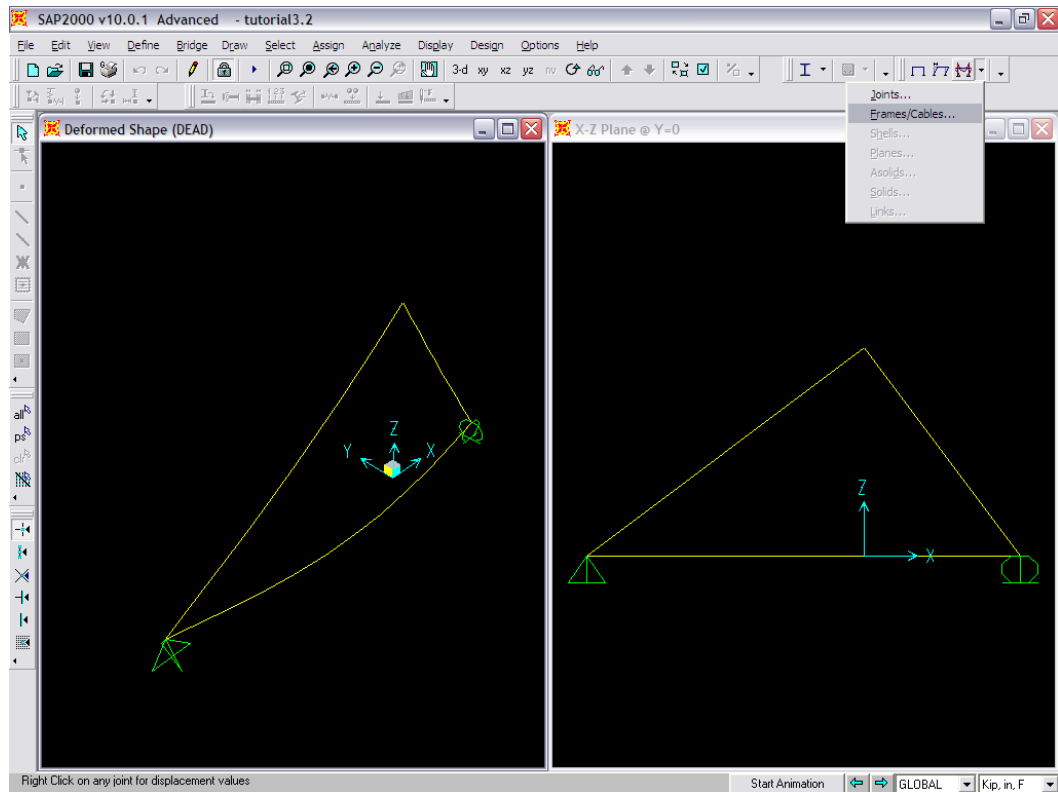 SAP2000 v10.0.1 Advanced - tutorial3.2
File Edit View Define Bridge Draw Select Assign Analyze Display Design Options Help
3-d xy xz yz nv
Joints...
Frames/Cables...
Shells...
Planes...
Asolids...
Solids...
Links...
Deformed Shape (DEAD)
X-Z Plane @ Y=0
Z
Y
X
Z
X
all
ps
clr
Right Click on any joint for displacement values
Start Animation
GLOBAL
Kip, in, F